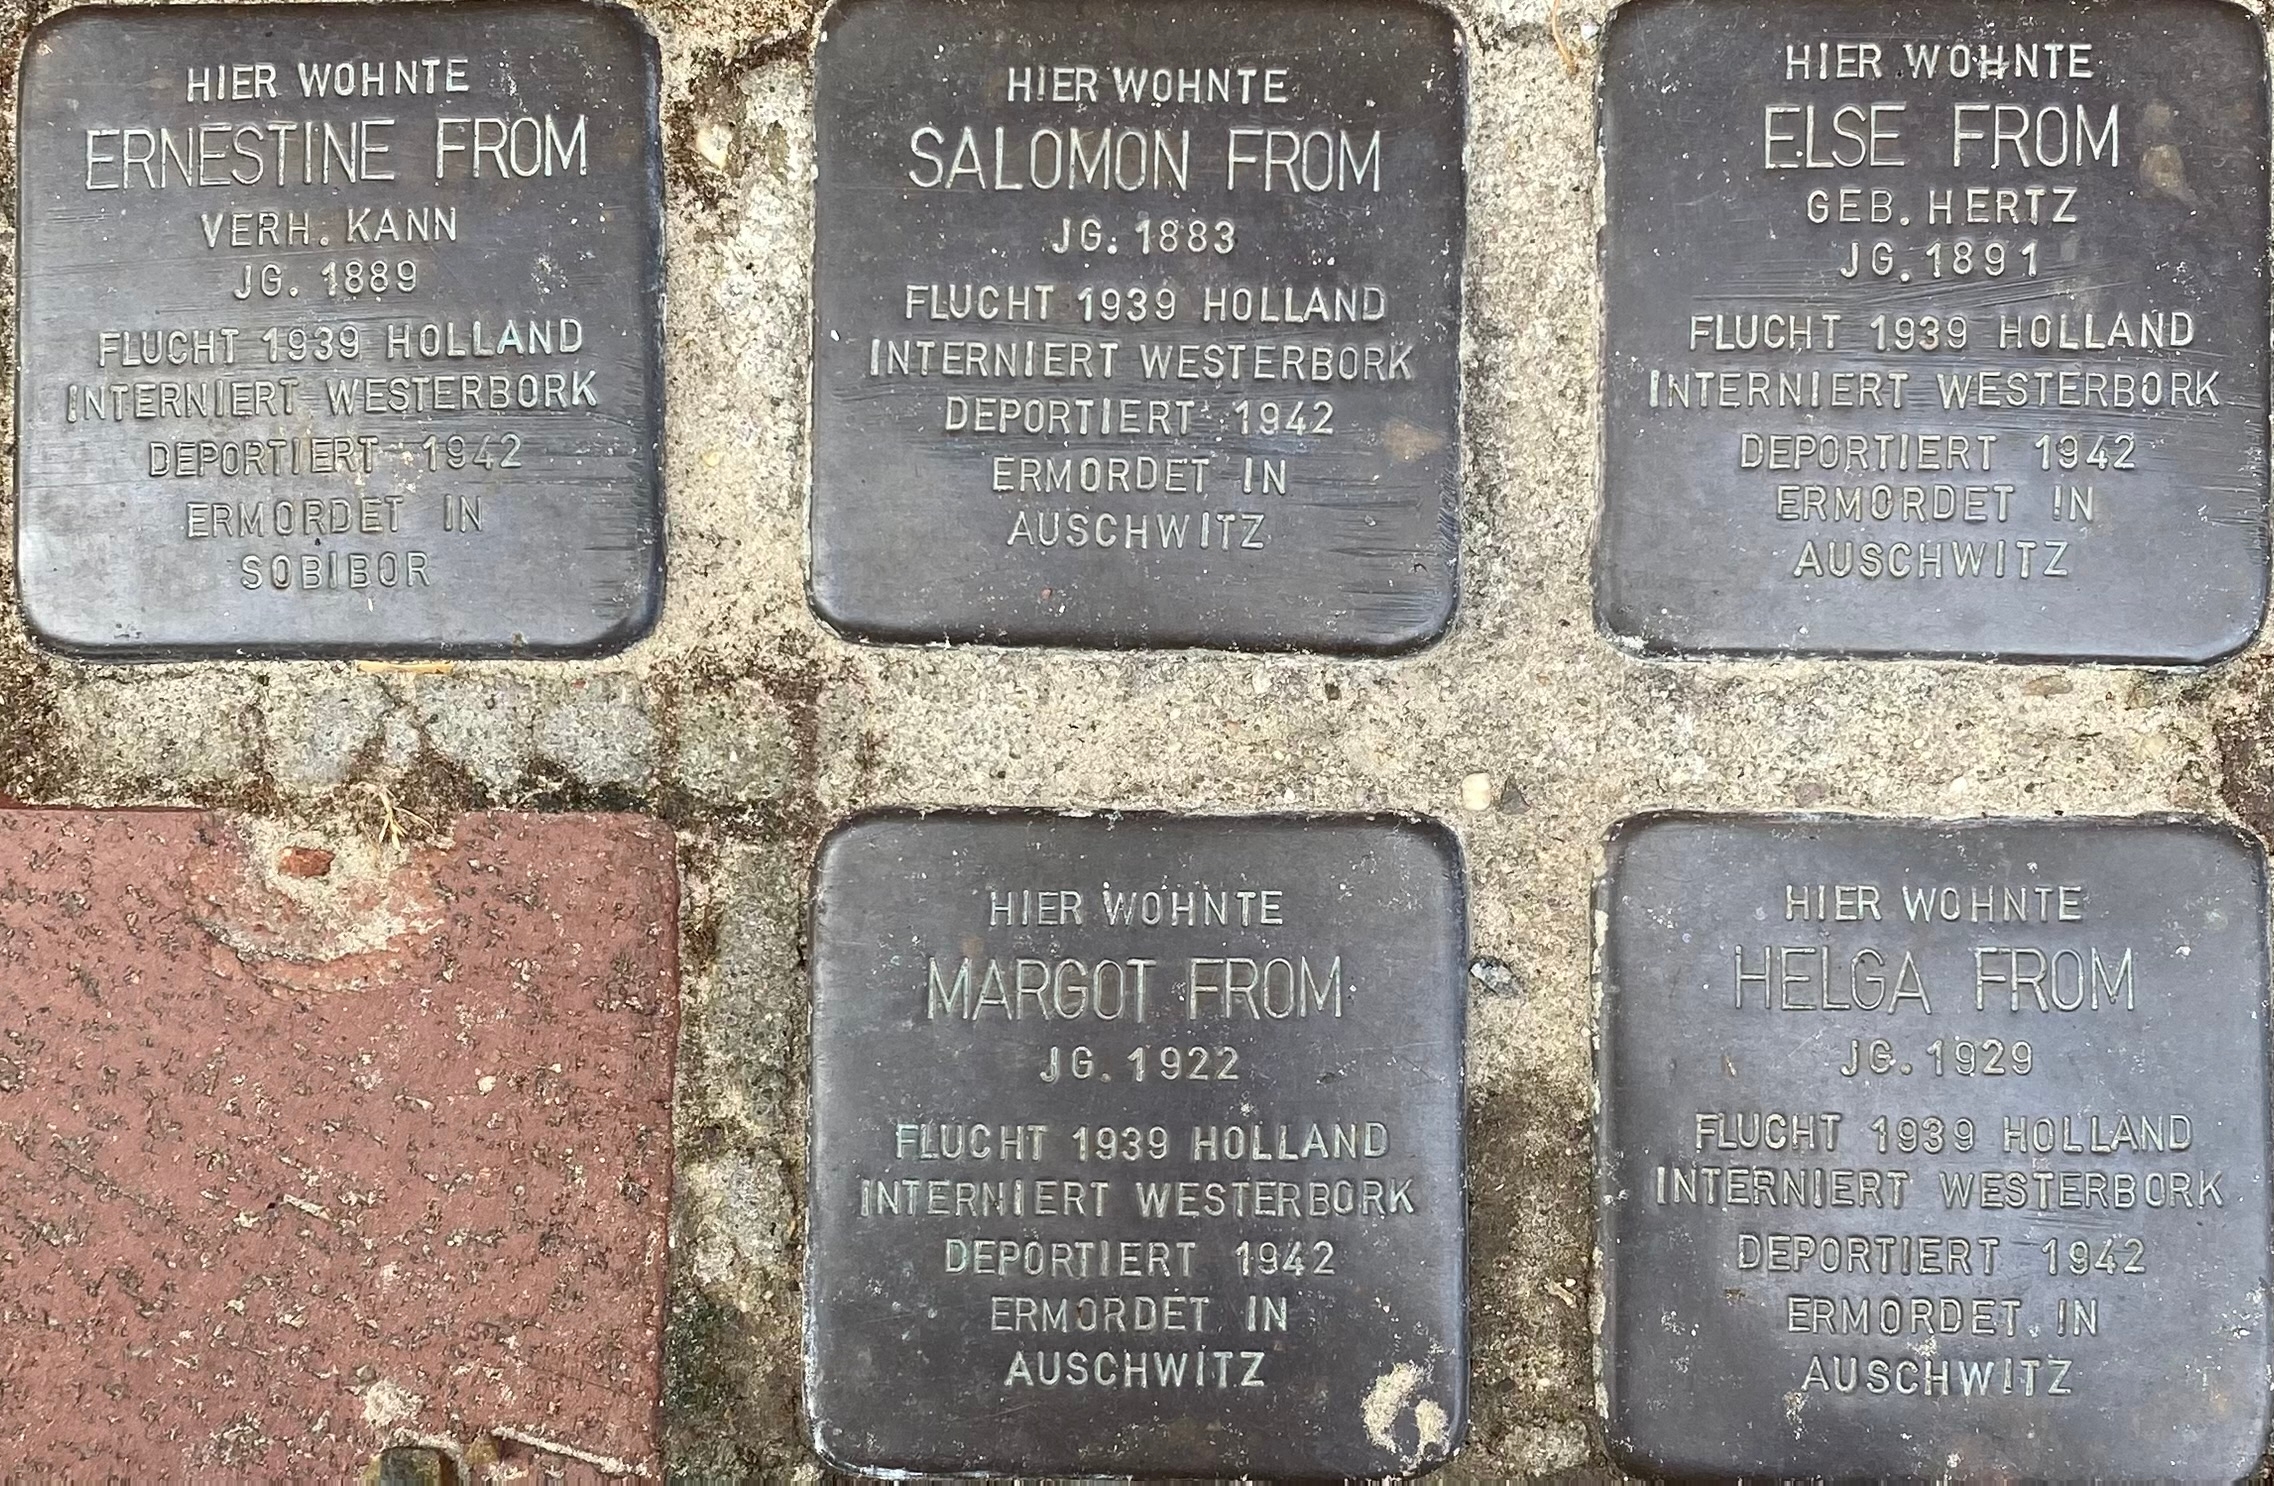 HIER WOHNTE
ERNESTINE FROM
VERH. KANN
JG. 1889
FLUCHT 1939 HOLLAND
INTERNIERT WESTERBORK
DEPORTIERT 1942
ERMORDET IN
SOBIBOR
HIER WOHNTE
SALOMON FROM
JG. 1883
FLUCHT 1939 HOLLAND
INTERNIERT WESTERBORK
DEPORTIERT 1942
ERMORDET IN
AUSCHWITZ
HIER WOHNTE
ELSE FROM
GEB. HERTZ
JG. 1891
FLUCHT 1939 HOLLAND
INTERNIERT WESTERBORK
DEPORTIERT 1942
ERMORDET IN
AUSCHWITZ
HIER WOHNTE
MARGOT FROM
JG. 1922
FLUCHT 1939 HOLLAND
INTERNIERT WESTERBORK
DEPORTIERT 1942
ERMORDET IN
AUSCHWITZ
HIER WOHNTE
HELGA FROM
JG. 1929
FLUCHT 1939 HOLLAND
INTERNIERT WESTERBORK
DEPORTIERT 1942
ERMORDET IN
AUSCHWITZ